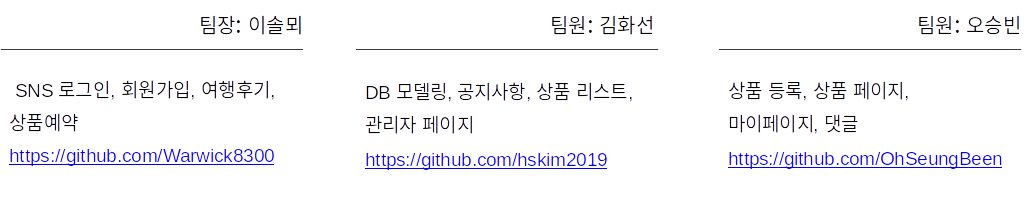 팀장: 이솔뫼
SNS 로그인, 회원가입, 여행후기,
상품예약
https://github.com/Warwick8300
팀원: 김화선
DB 모델링, 공지사항, 상품 리스트,
관리자 페이지
https://github.com/hskim2019
팀원: 오승빈
상품 등록, 상품 페이지,
마이페이지, 댓글
https://github.com/OhSeungBeen